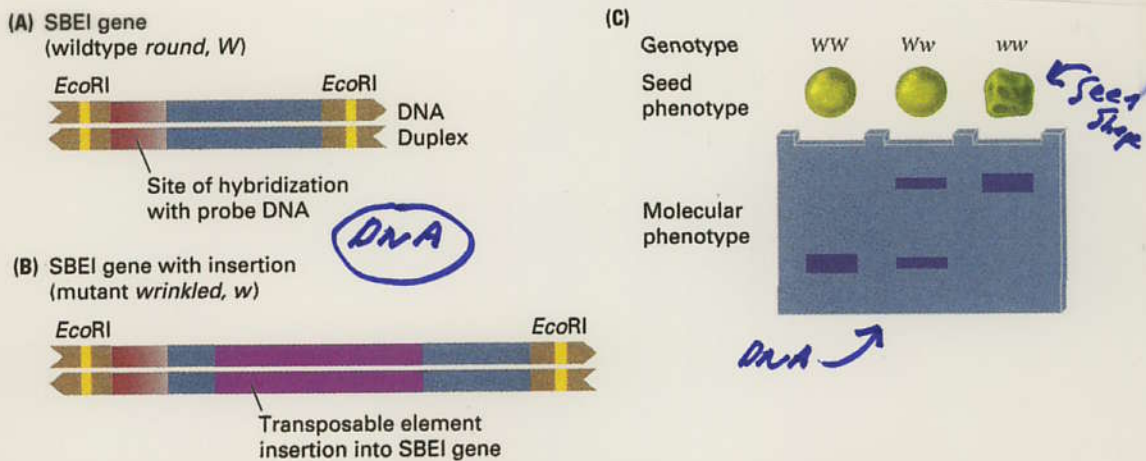 (A) SBEI gene
(wildtype round, W)
EcoRI EcoRI
DNA
Duplex
Site of hybridization
with probe DNA
DNA
(B) SBEI gene with insertion
(mutant wrinkled, w)
EcoRI EcoRI
Transposable element
insertion into SBEI gene
(C)
Genotype WW Ww ww
Seed
phenotype
Seed
Shape
Molecular
phenotype
DNA